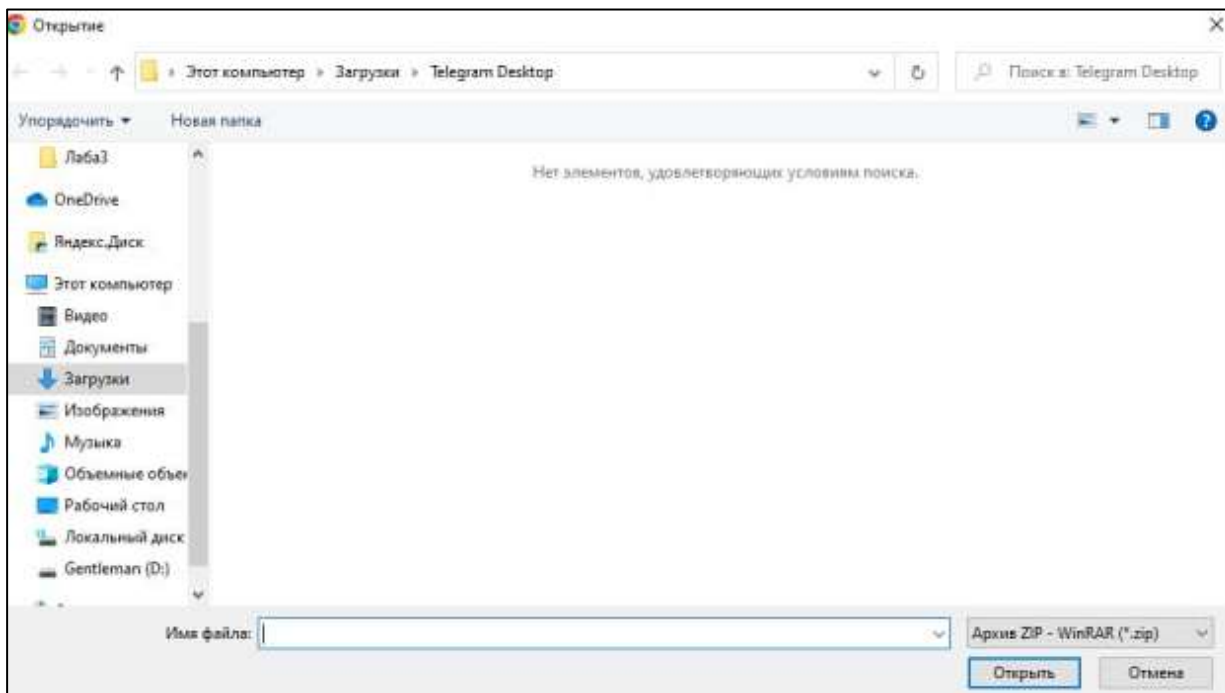 Открытие
Этот компьютер > Загрузки > Telegram Desktop
Поиск в: Telegram Desktop
Упорядочить Новая папка
Лаба3
Нет элементов, удовлетворяющих условиям поиска.
OneDrive
Яндекс.Диск
Этот компьютер
Видео
Документы
Загрузки
Изображения
Музыка
Объемные объек
Рабочий стол
Локальный диск
Gentleman (D:)
Имя файла:
Архив ZIP - WinRAR (*.zip)
Открыть Отмена